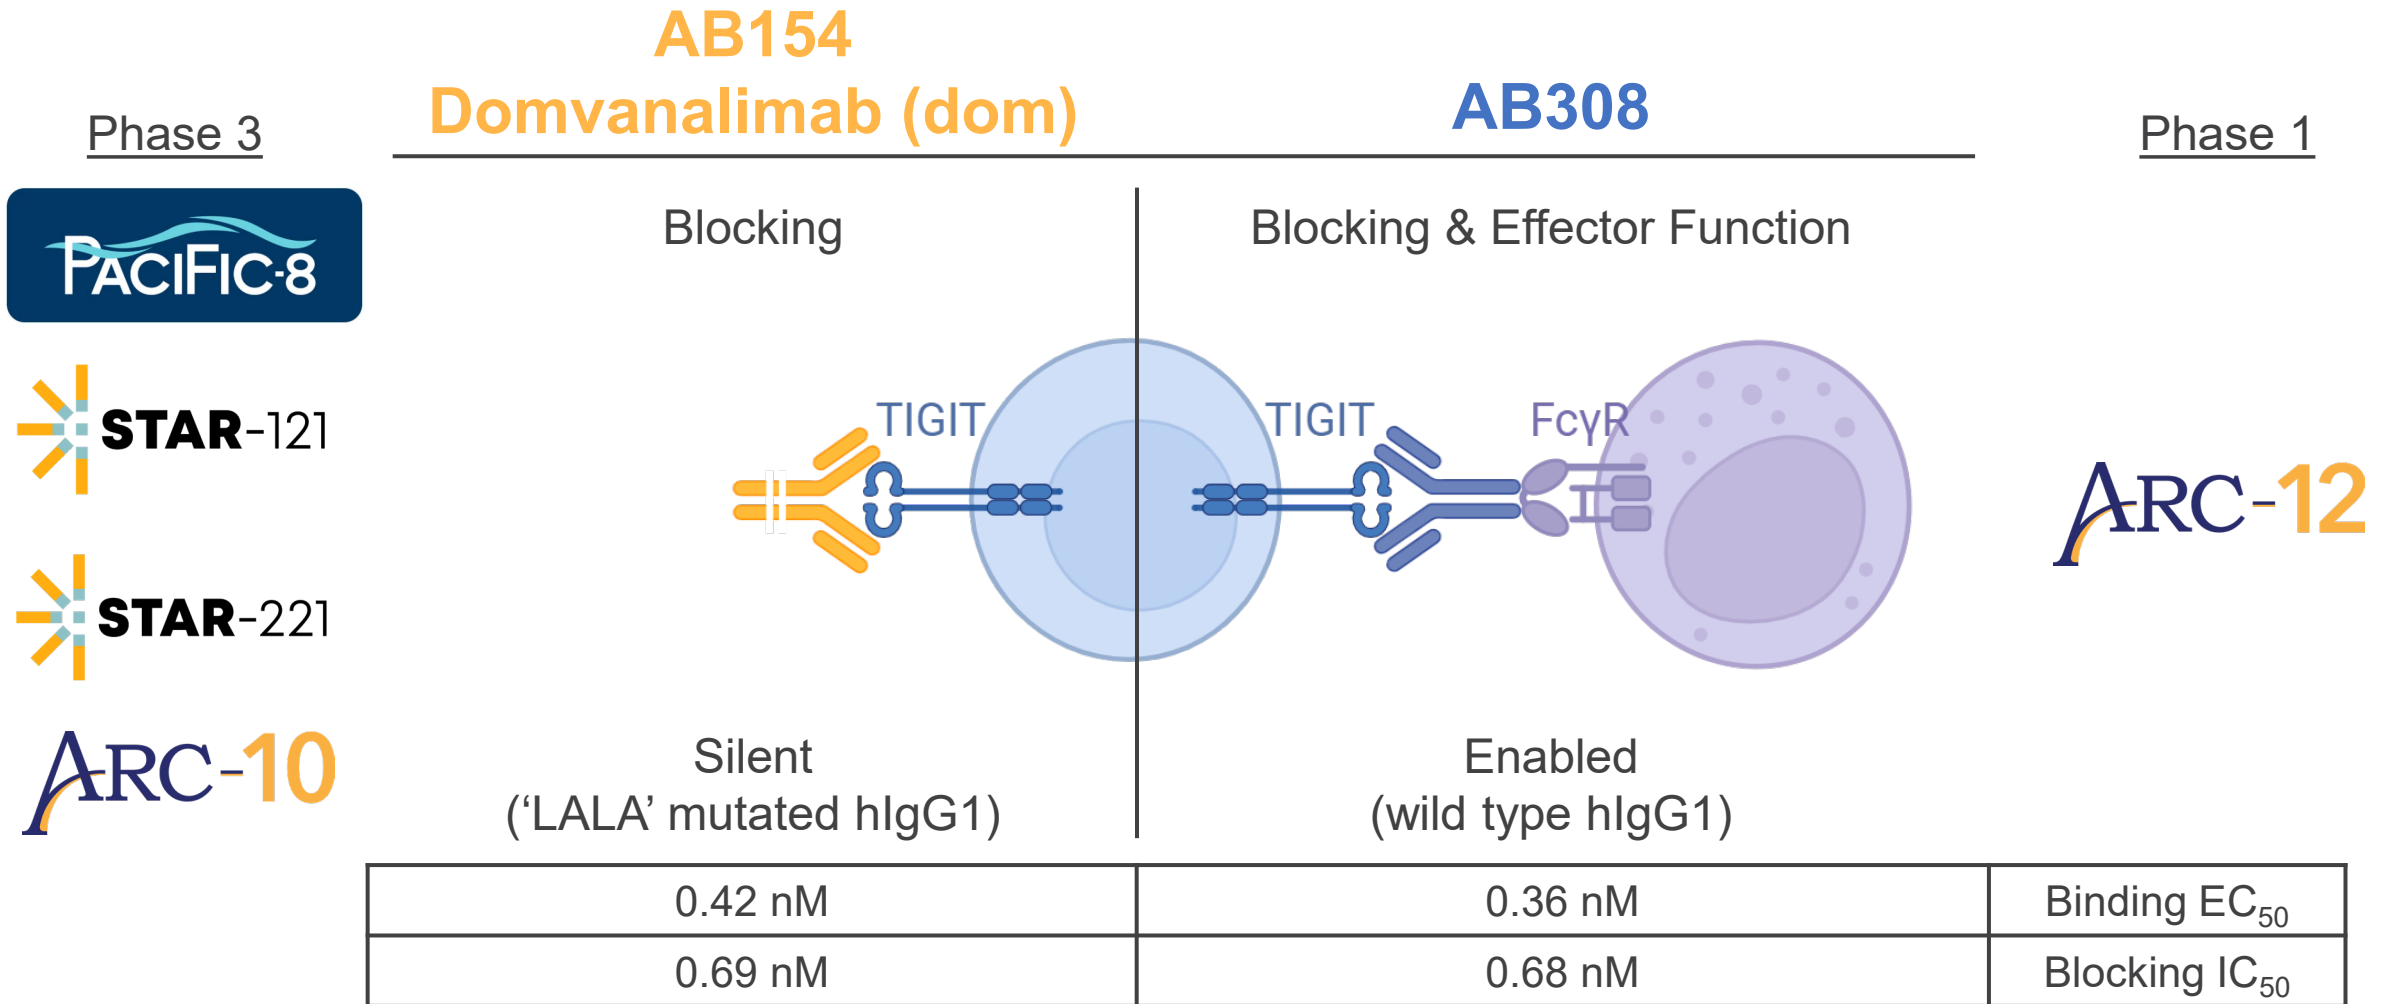 AB154
Domvanalimab (dom)
AB308
Phase 3
Phase 1
PACIFIC-8
STAR-121
STAR-221
ARC-10
Blocking
Blocking & Effector Function
TIGIT
TIGIT
FcγR
ARC-12
Silent
(‘LALA’ mutated hIgG1)
Enabled
(wild type hIgG1)
0.42 nM 0.36 nM Binding EC50
0.69 nM 0.68 nM Blocking IC50